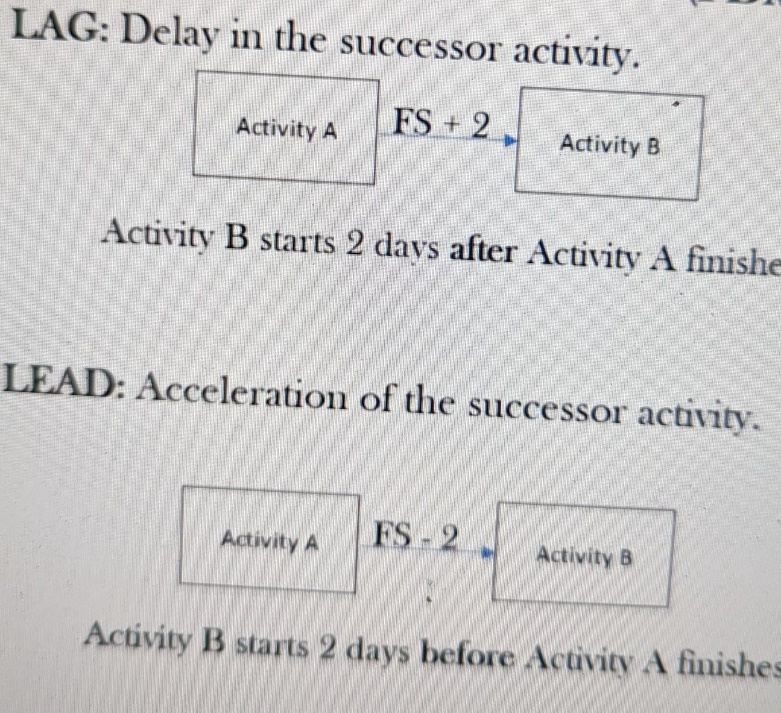 LAG: Delay in the successor activity.
Activity A
FS + 2
Activity B
Activity B starts 2 days after Activity A finishe
LEAD: Acceleration of the successor activity.
Activity A
FS - 2
Activity B
Activity B starts 2 days before Activity A finishes